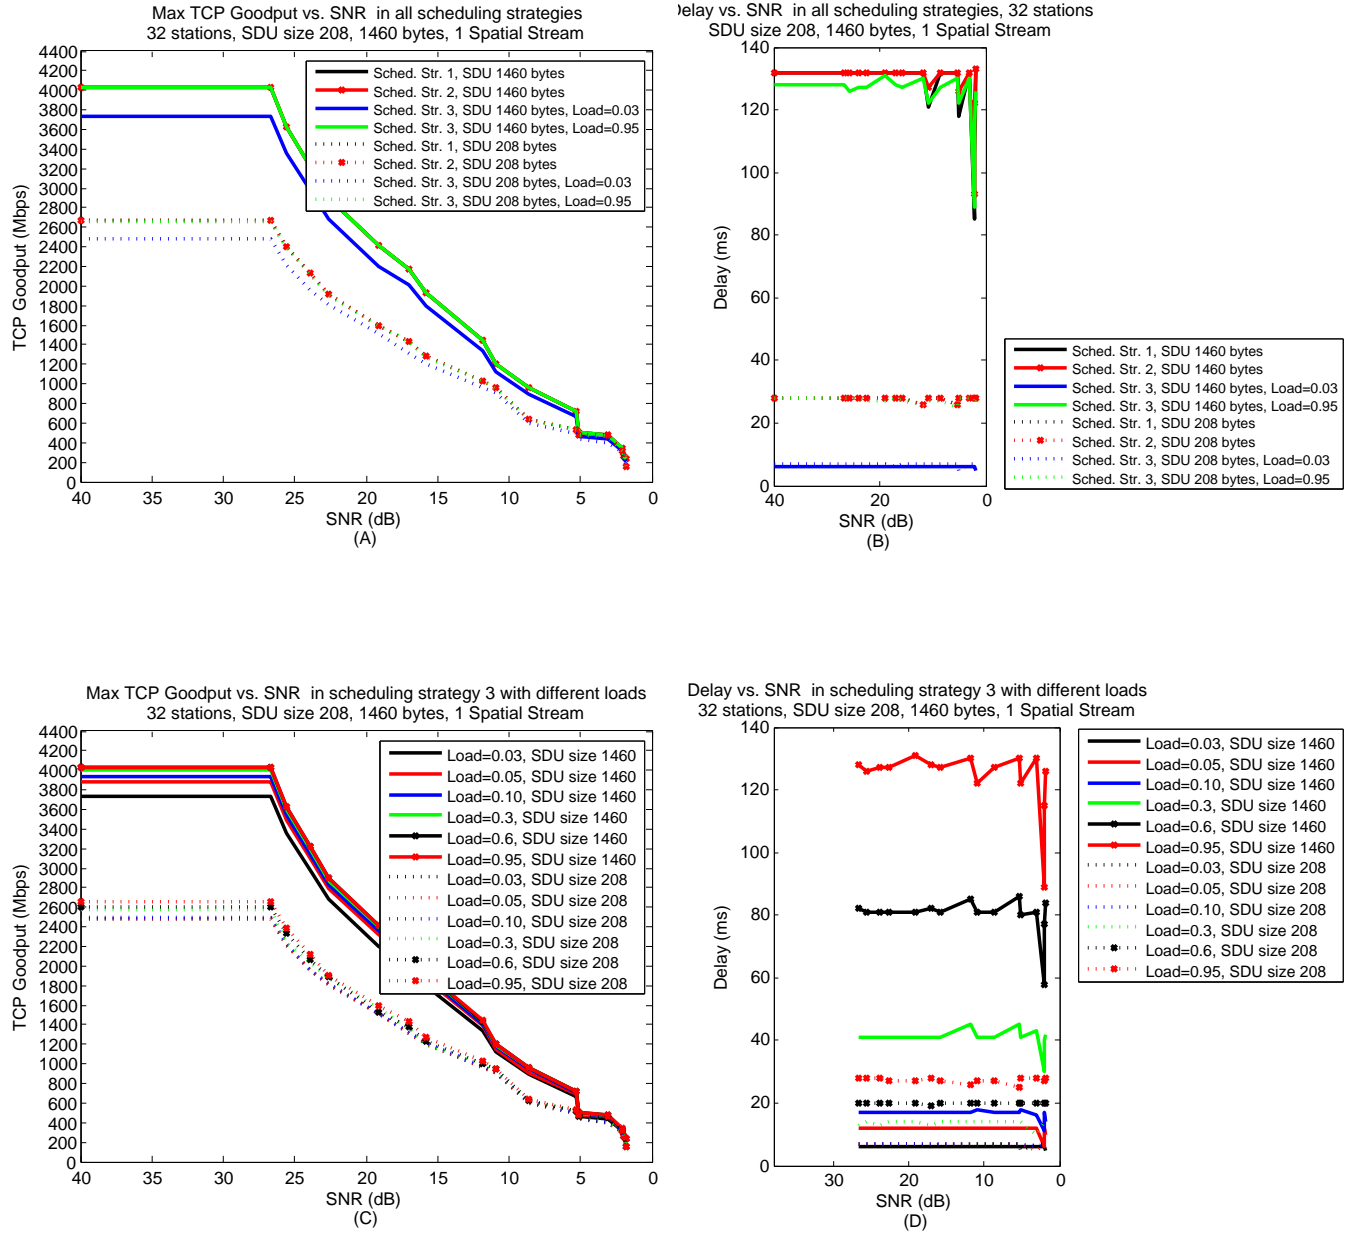 Max TCP Goodput vs. SNR in all scheduling strategies
32 stations, SDU size 208, 1460 bytes, 1 Spatial Stream
4400
4200
4000
3800
3600
3400
3200
3000
2800
2600
2400
2200
2000
1800
1600
1400
1200
1000
800
600
400
200
0
TCP Goodput (Mbps)
Sched. Str. 1, SDU 1460 bytes
Sched. Str. 2, SDU 1460 bytes
Sched. Str. 3, SDU 1460 bytes, Load=0.03
Sched. Str. 3, SDU 1460 bytes, Load=0.95
Sched. Str. 1, SDU 208 bytes
Sched. Str. 2, SDU 208 bytes
Sched. Str. 3, SDU 208 bytes, Load=0.03
Sched. Str. 3, SDU 208 bytes, Load=0.95
40 35 30 25 20 15 10 5 0
SNR (dB)
(A)
Delay vs. SNR in all scheduling strategies, 32 stations
SDU size 208, 1460 bytes, 1 Spatial Stream
140
120
100
80
60
40
20
0
Delay (ms)
Sched. Str. 1, SDU 1460 bytes
Sched. Str. 2, SDU 1460 bytes
Sched. Str. 3, SDU 1460 bytes, Load=0.03
Sched. Str. 3, SDU 1460 bytes, Load=0.95
Sched. Str. 1, SDU 208 bytes
Sched. Str. 2, SDU 208 bytes
Sched. Str. 3, SDU 208 bytes, Load=0.03
Sched. Str. 3, SDU 208 bytes, Load=0.95
40 20 0
SNR (dB)
(B)
Max TCP Goodput vs. SNR in scheduling strategy 3 with different loads
32 stations, SDU size 208, 1460 bytes, 1 Spatial Stream
4400
4200
4000
3800
3600
3400
3200
3000
2800
2600
2400
2200
2000
1800
1600
1400
1200
1000
800
600
400
200
0
TCP Goodput (Mbps)
Load=0.03, SDU size 1460
Load=0.05, SDU size 1460
Load=0.10, SDU size 1460
Load=0.3, SDU size 1460
Load=0.6, SDU size 1460
Load=0.95, SDU size 1460
Load=0.03, SDU size 208
Load=0.05, SDU size 208
Load=0.10, SDU size 208
Load=0.3, SDU size 208
Load=0.6, SDU size 208
Load=0.95, SDU size 208
40 35 30 25 20 15 10 5 0
SNR (dB)
(C)
Delay vs. SNR in scheduling strategy 3 with different loads
32 stations, SDU size 208, 1460 bytes, 1 Spatial Stream
140
120
100
80
60
40
20
0
Delay (ms)
Load=0.03, SDU size 1460
Load=0.05, SDU size 1460
Load=0.10, SDU size 1460
Load=0.3, SDU size 1460
Load=0.6, SDU size 1460
Load=0.95, SDU size 1460
Load=0.03, SDU size 208
Load=0.05, SDU size 208
Load=0.10, SDU size 208
Load=0.3, SDU size 208
Load=0.6, SDU size 208
Load=0.95, SDU size 208
30 20 10 0
SNR (dB)
(D)